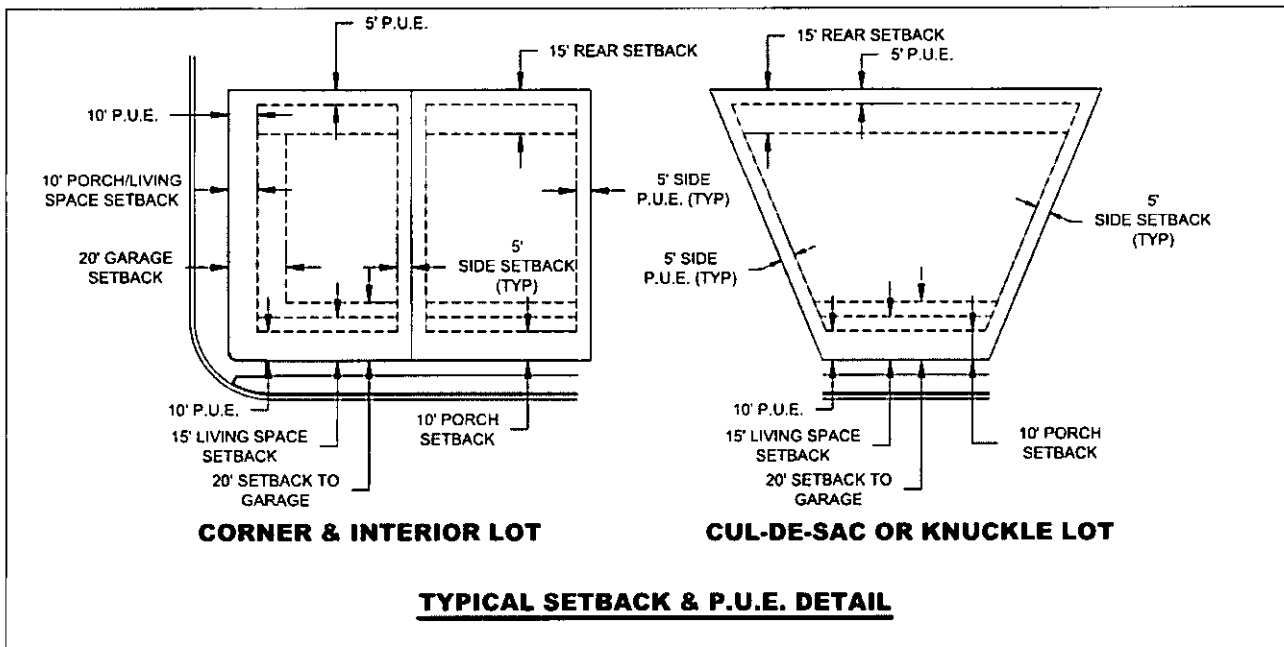 5' P.U.E.
15' REAR SETBACK
10' P.U.E.
10' PORCH/LIVING
SPACE SETBACK
20' GARAGE
SETBACK
5' SIDE
P.U.E. (TYP)
5'
SIDE SETBACK
(TYP)
10' P.U.E.
15' LIVING SPACE
SETBACK
10' PORCH
SETBACK
20' SETBACK TO
GARAGE
CORNER & INTERIOR LOT
15' REAR SETBACK
5' P.U.E.
5'
SIDE SETBACK
(TYP)
5' SIDE
P.U.E. (TYP)
10' P.U.E.
15' LIVING SPACE
SETBACK
10' PORCH
SETBACK
20' SETBACK TO
GARAGE
CUL-DE-SAC OR KNUCKLE LOT
TYPICAL SETBACK & P.U.E. DETAIL